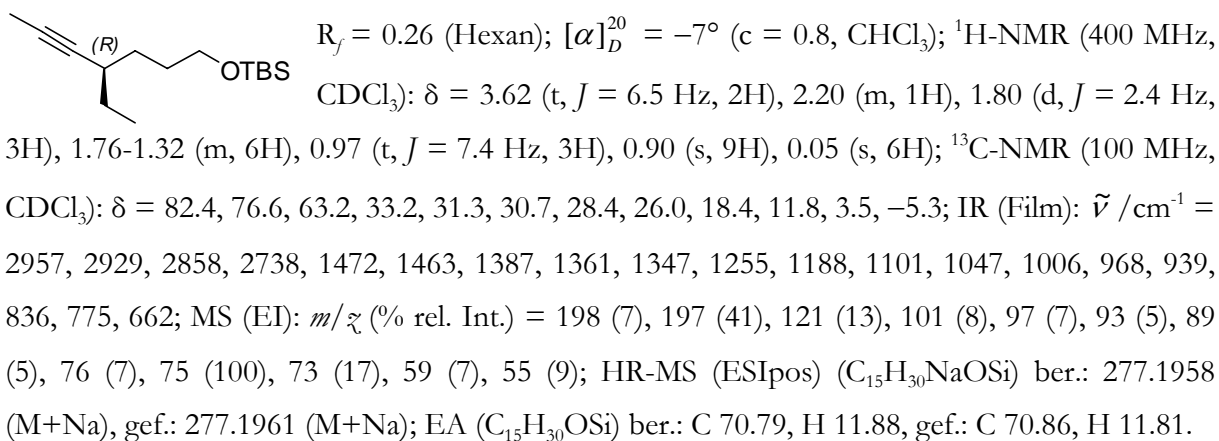 (R)
OTBS
R_f = 0.26 (Hexan); [α]_D^20 = −7° (c = 0.8, CHCl₃); ¹H-NMR (400 MHz,
CDCl₃): δ = 3.62 (t, J = 6.5 Hz, 2H), 2.20 (m, 1H), 1.80 (d, J = 2.4 Hz,
3H), 1.76-1.32 (m, 6H), 0.97 (t, J = 7.4 Hz, 3H), 0.90 (s, 9H), 0.05 (s, 6H); ¹³C-NMR (100 MHz,
CDCl₃): δ = 82.4, 76.6, 63.2, 33.2, 31.3, 30.7, 28.4, 26.0, 18.4, 11.8, 3.5, −5.3; IR (Film): ν̃ /cm⁻¹ =
2957, 2929, 2858, 2738, 1472, 1463, 1387, 1361, 1347, 1255, 1188, 1101, 1047, 1006, 968, 939,
836, 775, 662; MS (EI): m/z (% rel. Int.) = 198 (7), 197 (41), 121 (13), 101 (8), 97 (7), 93 (5), 89
(5), 76 (7), 75 (100), 73 (17), 59 (7), 55 (9); HR-MS (ESIpos) (C₁₅H₃₀NaOSi) ber.: 277.1958
(M+Na), gef.: 277.1961 (M+Na); EA (C₁₅H₃₀OSi) ber.: C 70.79, H 11.88, gef.: C 70.86, H 11.81.